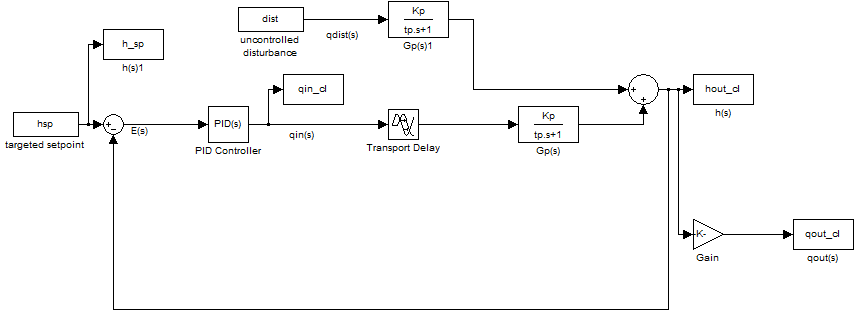 dist
uncontrolled
disturbance
qdist(s)
Kp
tp.s+1
Gp(s)1
h_sp
h(s)1
hsp
targeted setpoint
+
−
E(s)
PID(s)
PID Controller
qin_cl
qin(s)
Transport Delay
Kp
tp.s+1
Gp(s)
+
+
hout_cl
h(s)
-K-
Gain
qout_cl
qout(s)